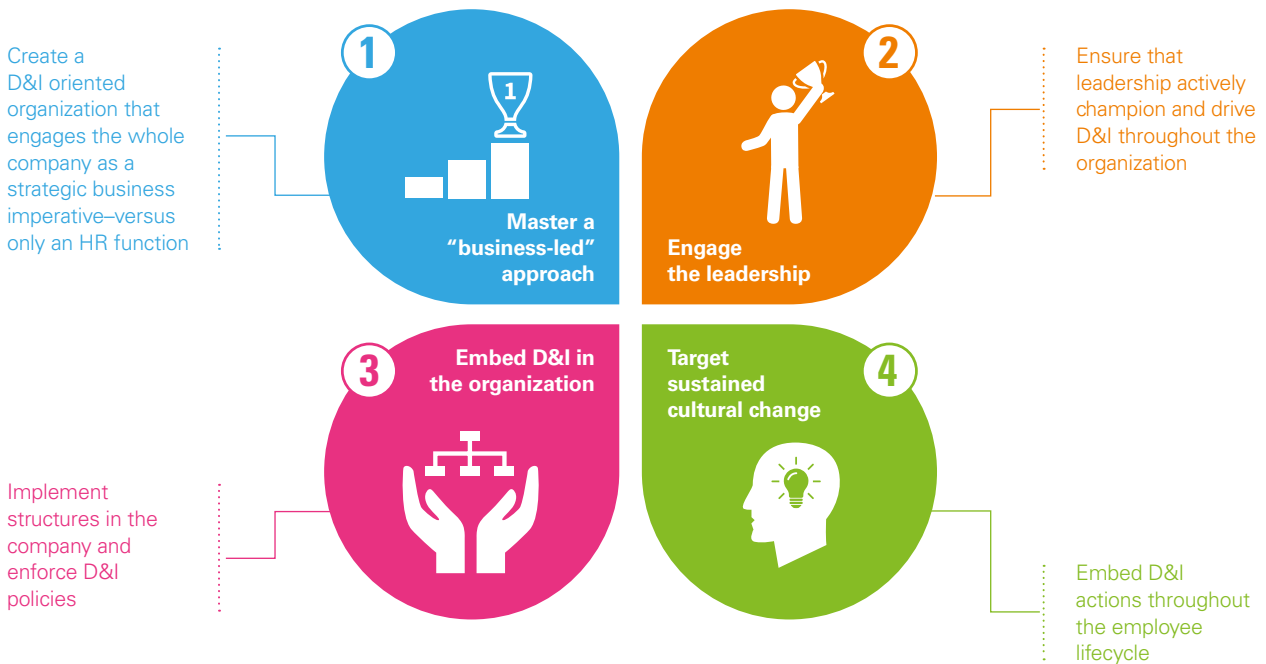 Create a
D&I oriented
organization that
engages the whole
company as a
strategic business
imperative–versus
only an HR function
1
1
Master a
“business-led”
approach
2
Engage
the leadership
Ensure that
leadership actively
champion and drive
D&I throughout the
organization
Implement
structures in the
company and
enforce D&I
policies
3
Embed D&I in
the organization
4
Target
sustained
cultural change
Embed D&I
actions throughout
the employee
lifecycle